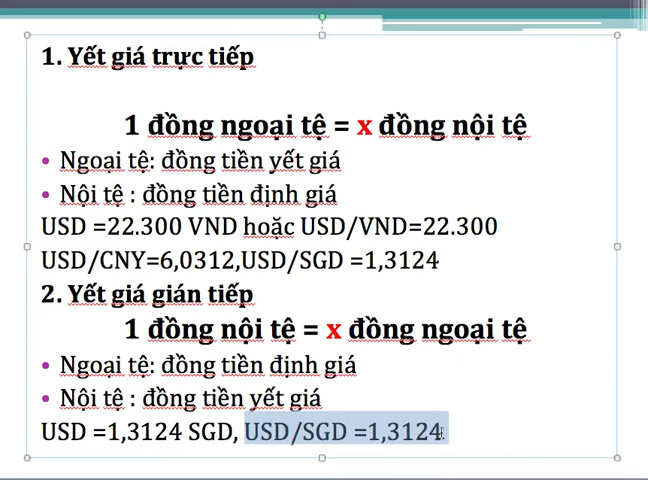 1. Yết giá trực tiếp
1 đồng ngoại tệ = x đồng nội tệ
• Ngoại tệ: đồng tiền yết giá
• Nội tệ : đồng tiền định giá
USD =22.300 VND hoặc USD/VND=22.300
USD/CNY=6,0312,USD/SGD =1,3124
2. Yết giá gián tiếp
1 đồng nội tệ = x đồng ngoại tệ
• Ngoại tệ: đồng tiền định giá
• Nội tệ : đồng tiền yết giá
USD =1,3124 SGD, USD/SGD =1,3124